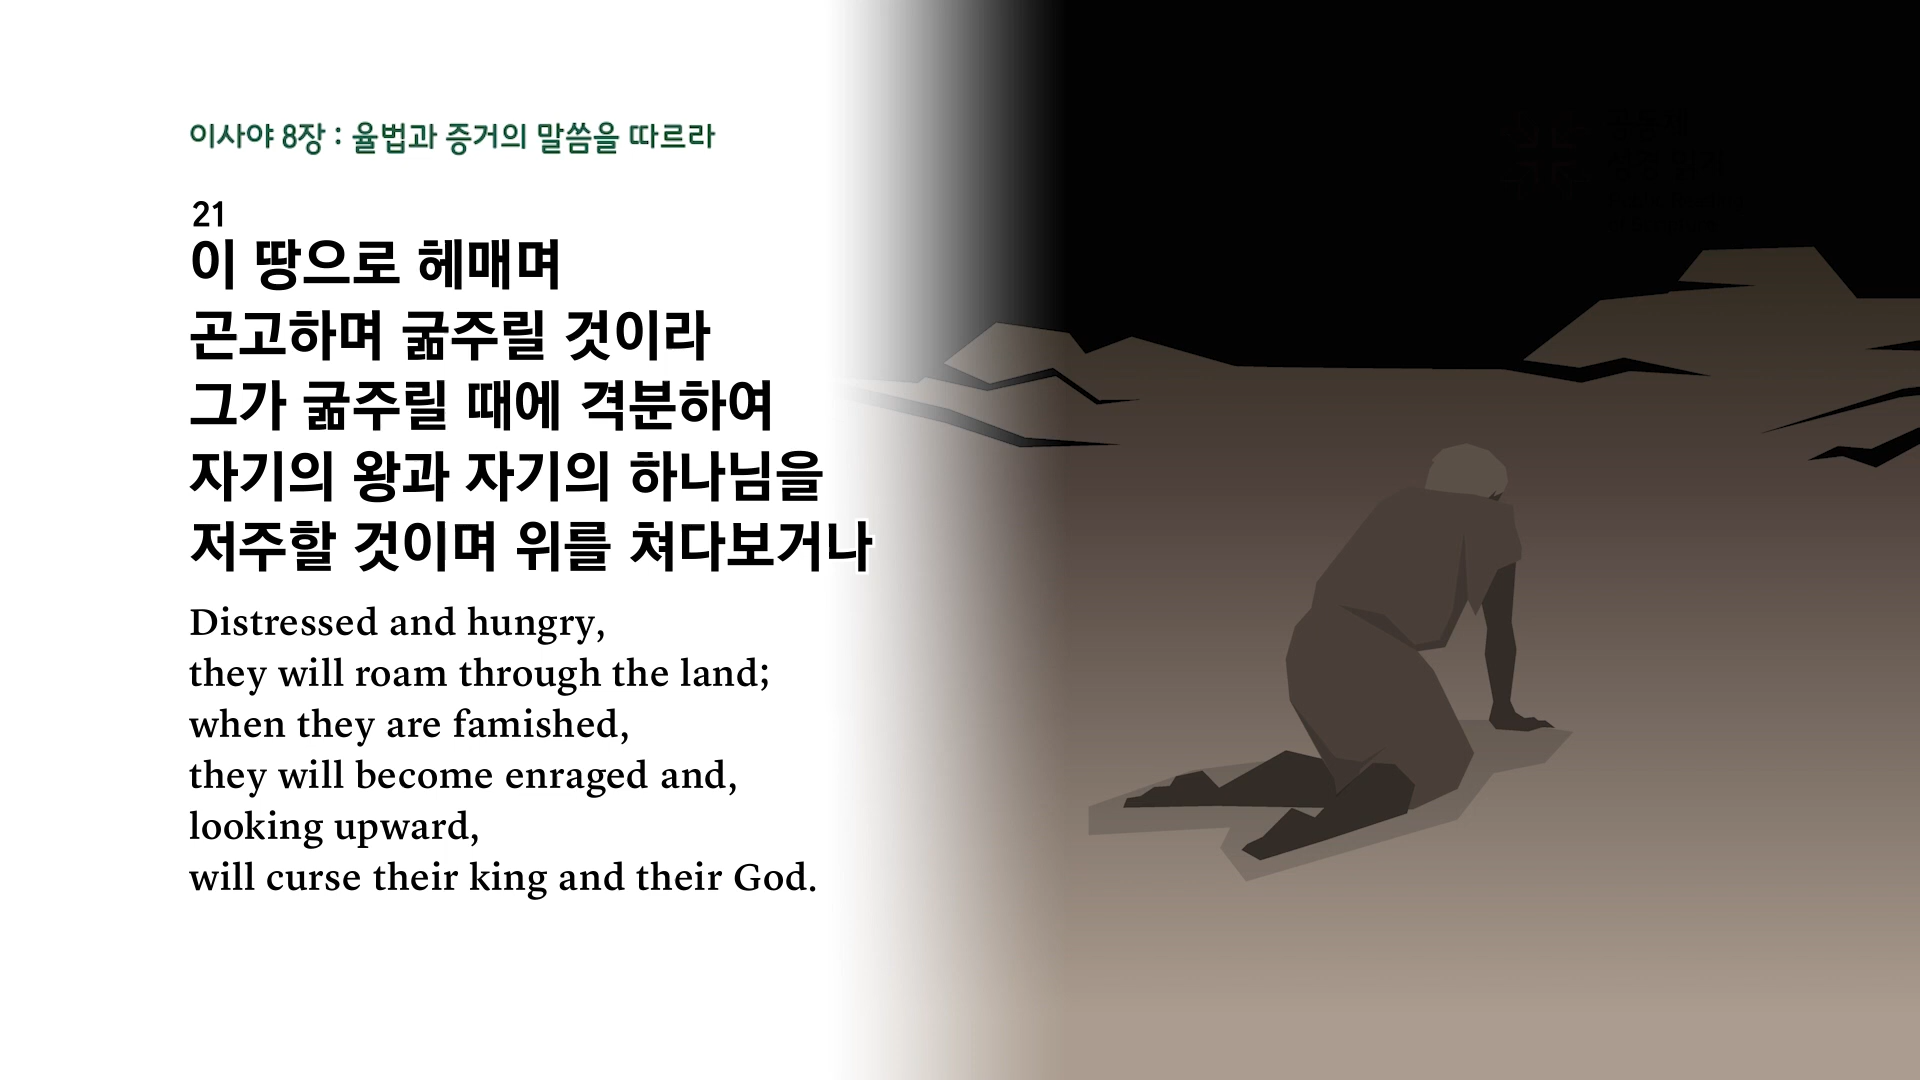 이사야 8장 : 율법과 증거의 말씀을 따르라
21
이 땅으로 헤매며
곤고하며 굶주릴 것이라
그가 굶주릴 때에 격분하여
자기의 왕과 자기의 하나님을
저주할 것이며 위를 쳐다보거나
Distressed and hungry,
they will roam through the land;
when they are famished,
they will become enraged and,
looking upward,
will curse their king and their God.